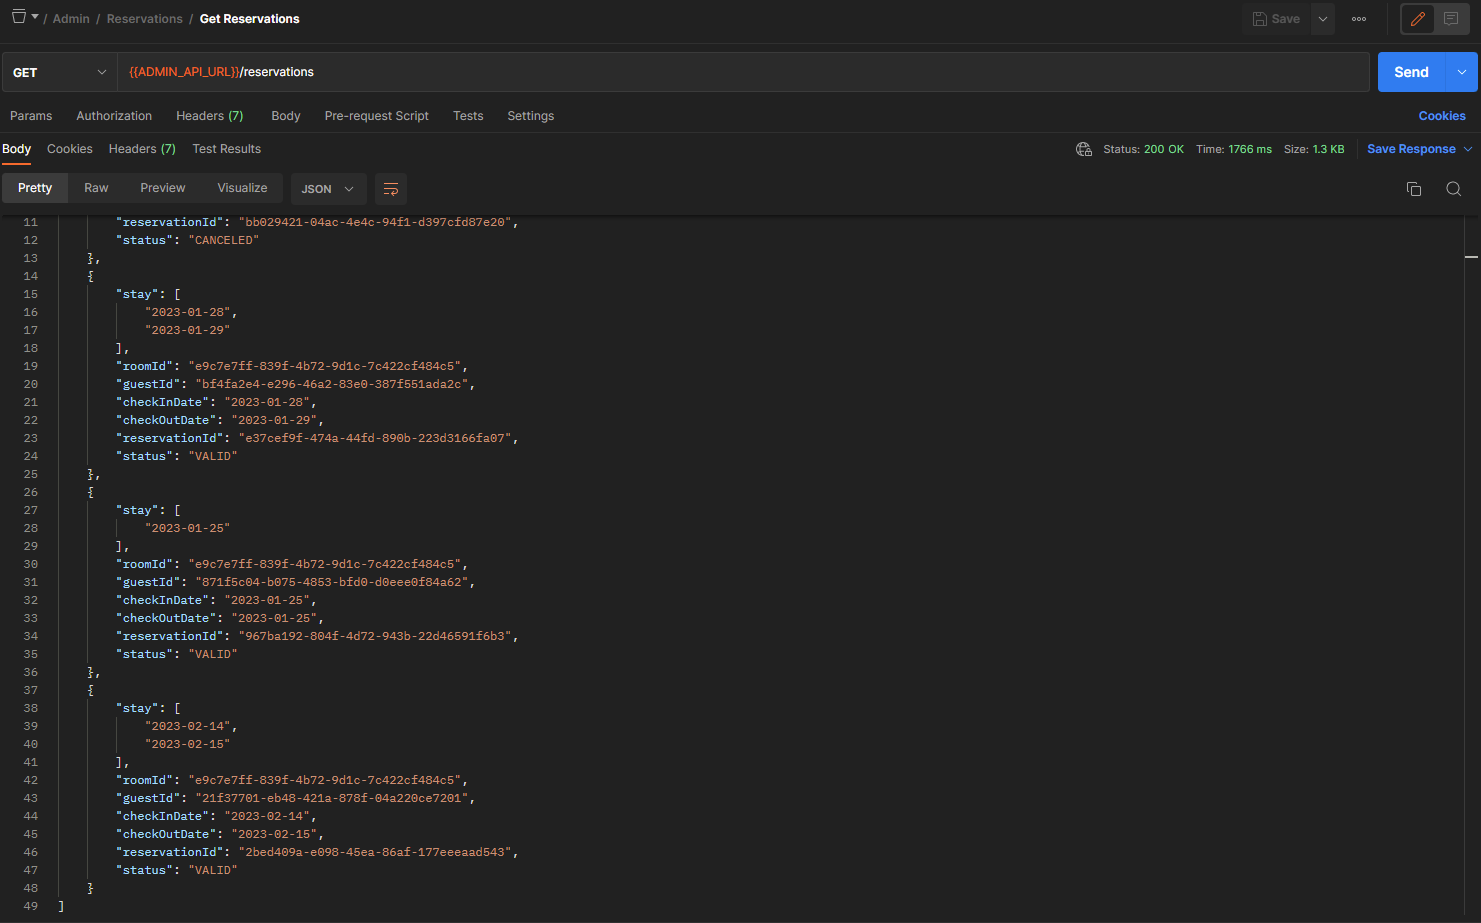 / Admin / Reservations / Get Reservations
Save
GET
{{ADMIN_API_URL}}/reservations
Send
Params Authorization Headers (7) Body Pre-request Script Tests Settings
Cookies
Body Cookies Headers (7) Test Results
Status: 200 OK Time: 1766 ms Size: 1.3 KB Save Response
Pretty Raw Preview Visualize JSON
11 "reservationId": "bb029421-04ac-4e4c-94f1-d397cfd87e20",
12 "status": "CANCELED"
13 },
14 {
15 "stay": [
16 "2023-01-28",
17 "2023-01-29"
18 ],
19 "roomId": "e9c7e7ff-839f-4b72-9d1c-7c422cf484c5",
20 "guestId": "bf4fa2e4-e296-46a2-83e0-387f551ada2c",
21 "checkInDate": "2023-01-28",
22 "checkOutDate": "2023-01-29",
23 "reservationId": "e37cef9f-474a-44fd-890b-223d3166fa07",
24 "status": "VALID"
25 },
26 {
27 "stay": [
28 "2023-01-25"
29 ],
30 "roomId": "e9c7e7ff-839f-4b72-9d1c-7c422cf484c5",
31 "guestId": "871f5c04-b075-4853-bfd0-d0eee0f84a62",
32 "checkInDate": "2023-01-25",
33 "checkOutDate": "2023-01-25",
34 "reservationId": "967ba192-804f-4d72-943b-22d46591f6b3",
35 "status": "VALID"
36 },
37 {
38 "stay": [
39 "2023-02-14",
40 "2023-02-15"
41 ],
42 "roomId": "e9c7e7ff-839f-4b72-9d1c-7c422cf484c5",
43 "guestId": "21f37701-eb48-421a-878f-04a220ce7201",
44 "checkInDate": "2023-02-14",
45 "checkOutDate": "2023-02-15",
46 "reservationId": "2bed409a-e098-45ea-86af-177eeeaad543",
47 "status": "VALID"
48 }
49 ]